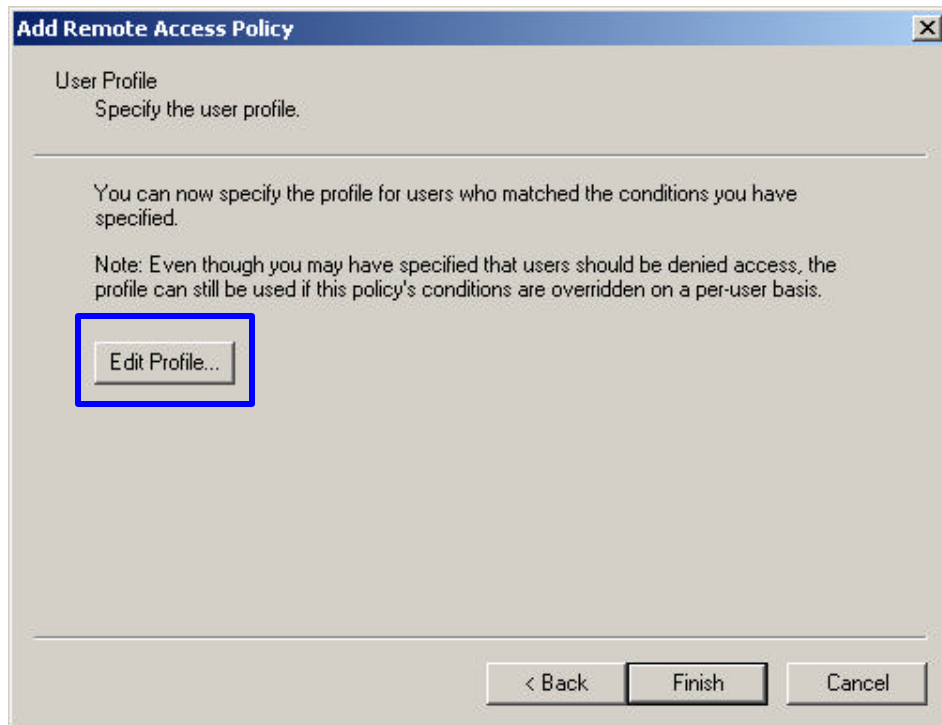 Add Remote Access Policy
User Profile
Specify the user profile.
You can now specify the profile for users who matched the conditions you have
specified.
Note: Even though you may have specified that users should be denied access, the
profile can still be used if this policy's conditions are overridden on a per-user basis.
Edit Profile...
< Back
Finish
Cancel